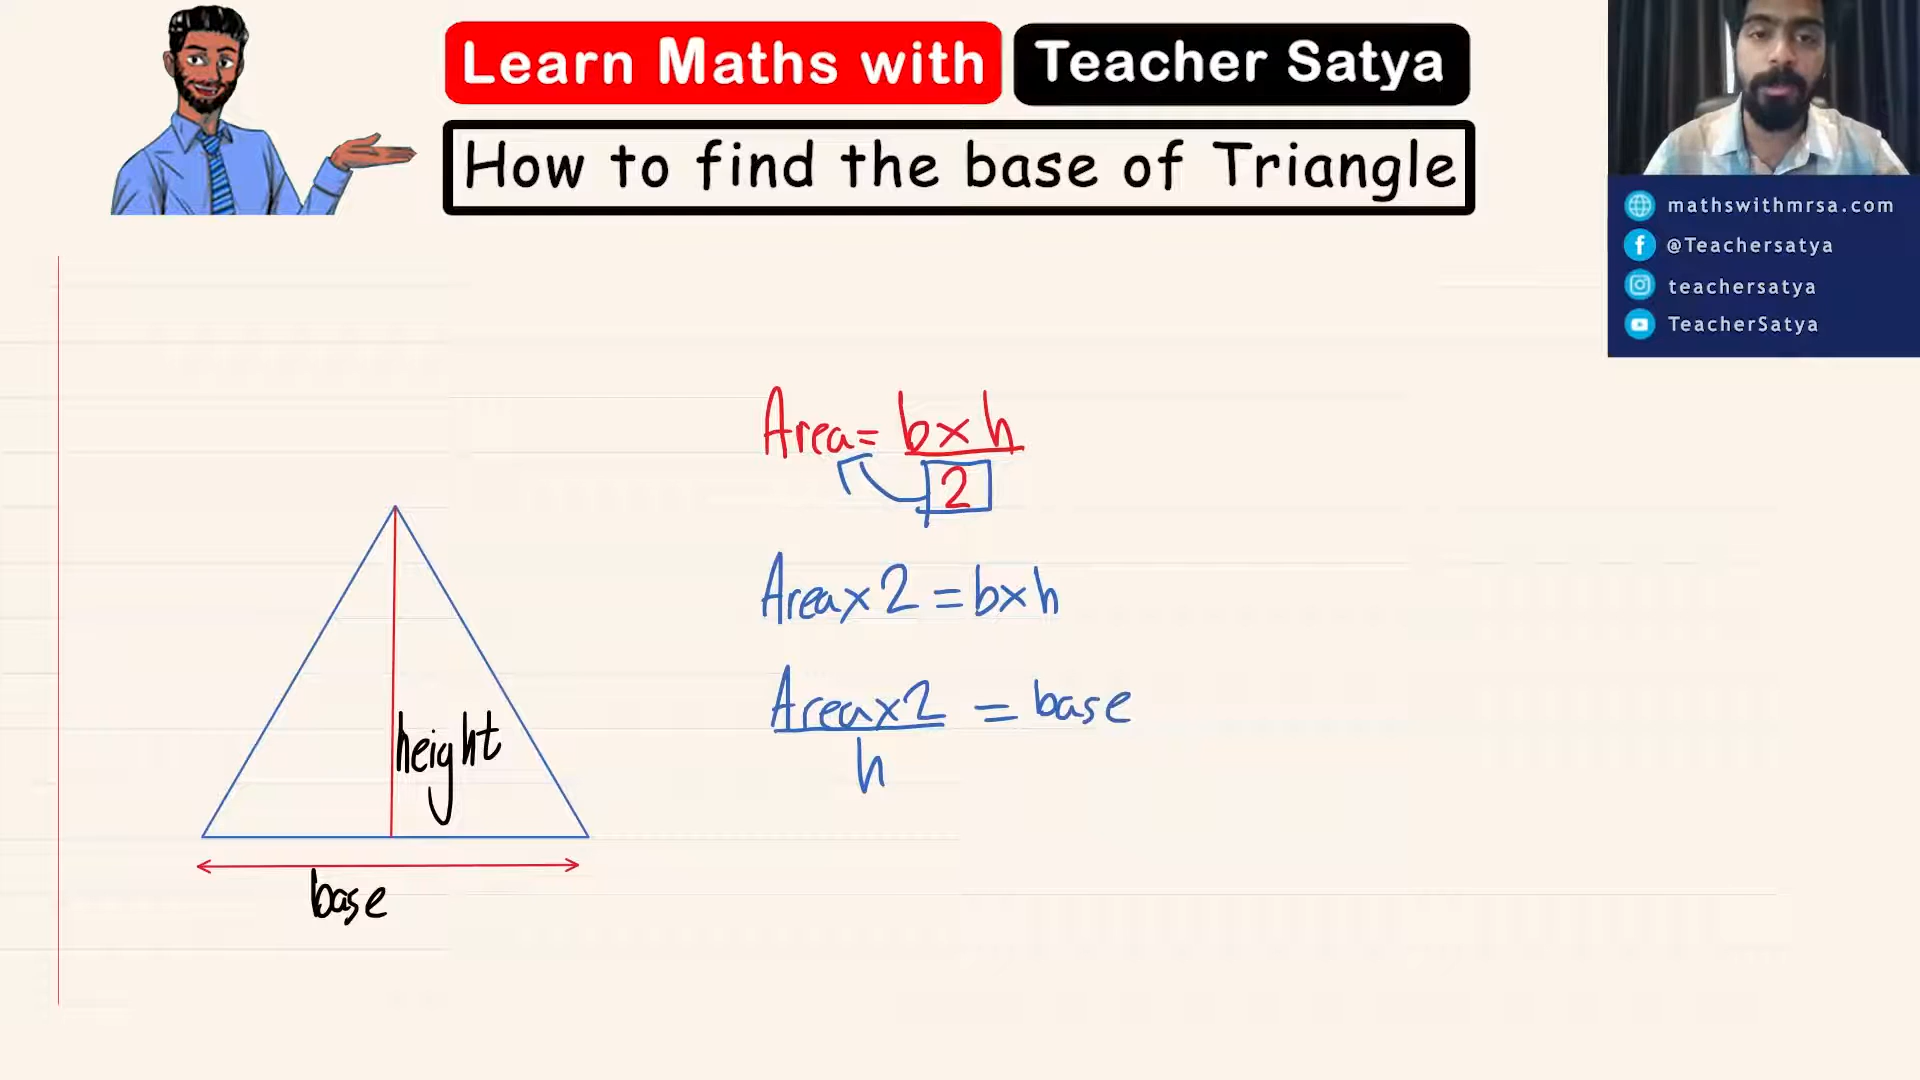 Learn Maths with Teacher Satya
How to find the base of Triangle
mathswithmrsa.com
@Teachersatya
teachersatya
TeacherSatya
Area = b x h
2
Area x 2 = b x h
Area x 2 = base
h
height
base